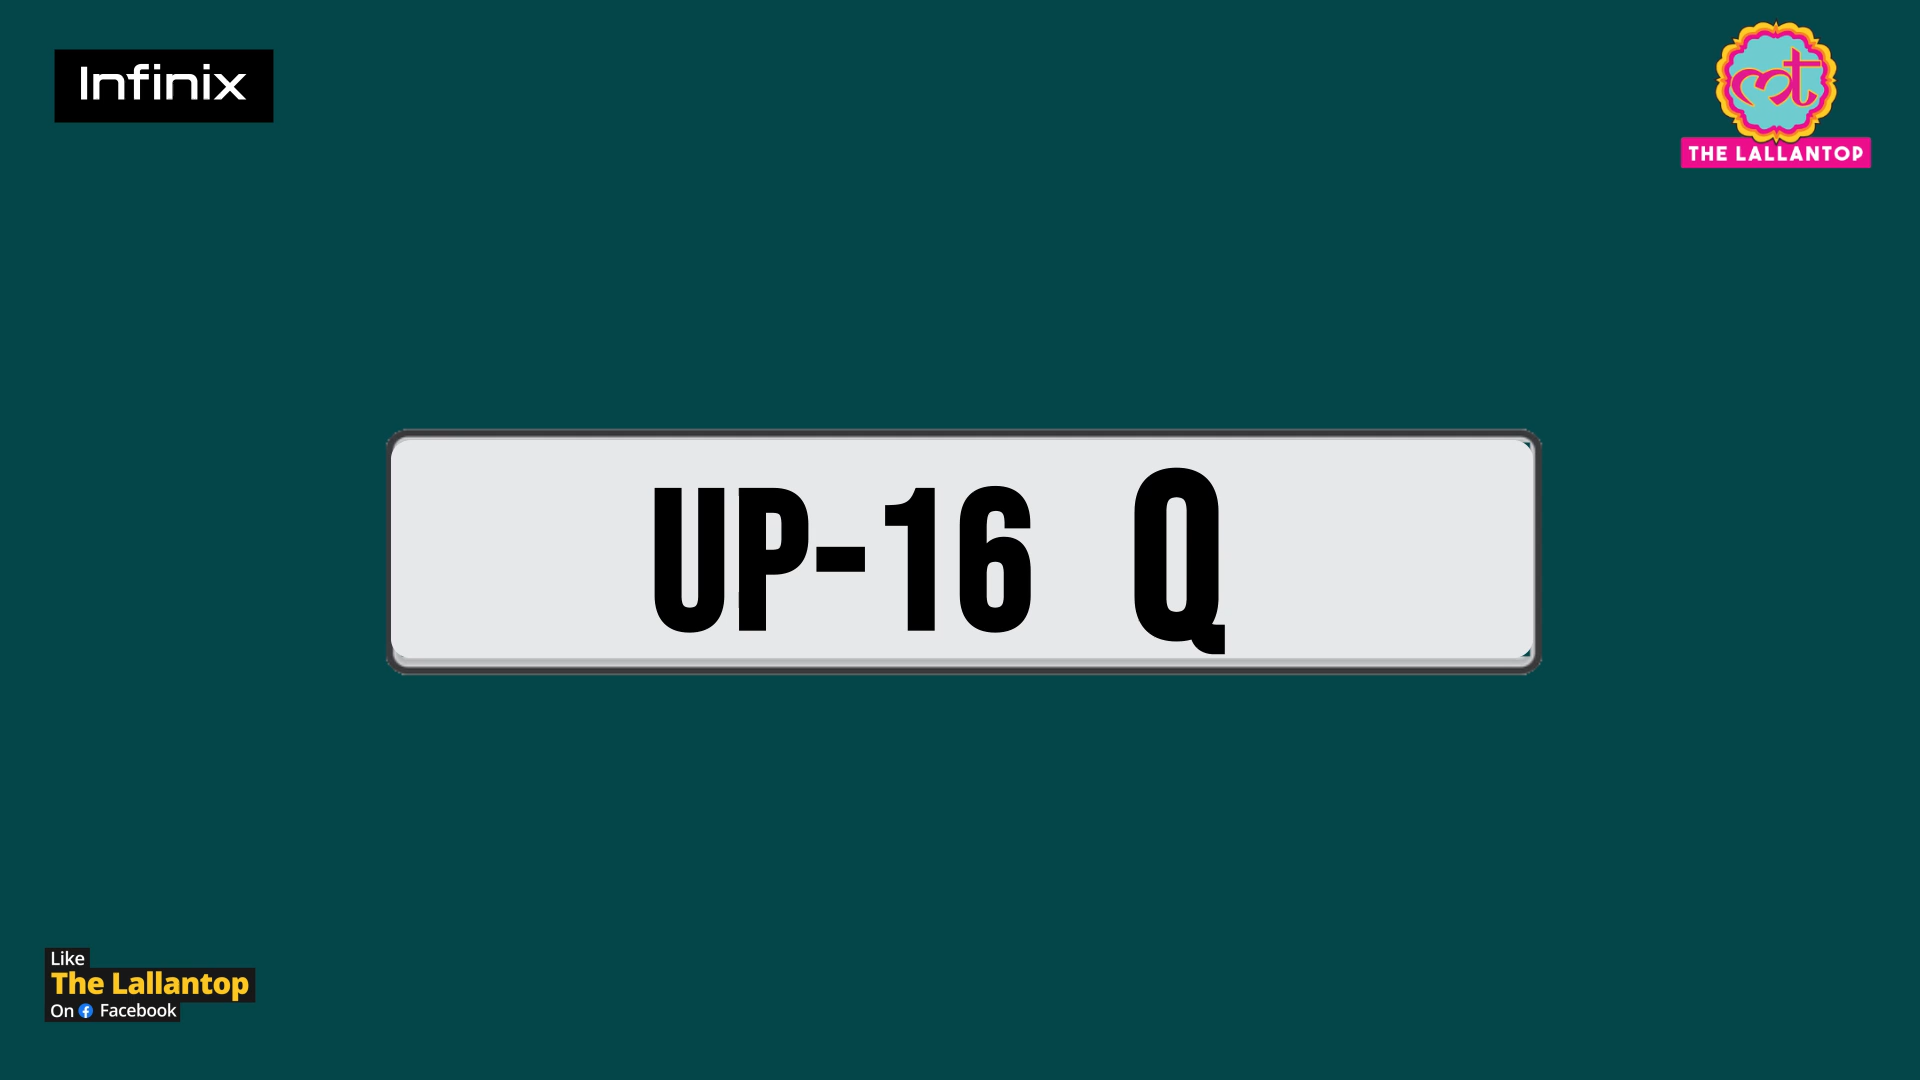 Infinix
THE LALLANTOP
UP-16 Q
Like
The Lallantop
On Facebook